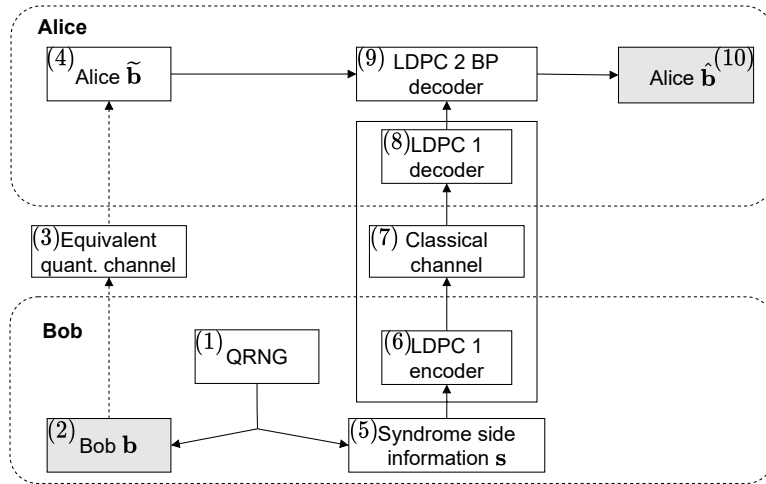 Alice
(4)
Alice b̃
(9)
LDPC 2 BP
decoder
(10)
Alice b̂
(8)
LDPC 1
decoder
(3)
Equivalent
quant. channel
(7)
Classical
channel
Bob
(1)
QRNG
(6)
LDPC 1
encoder
(2)
Bob b
(5)
Syndrome side
information s